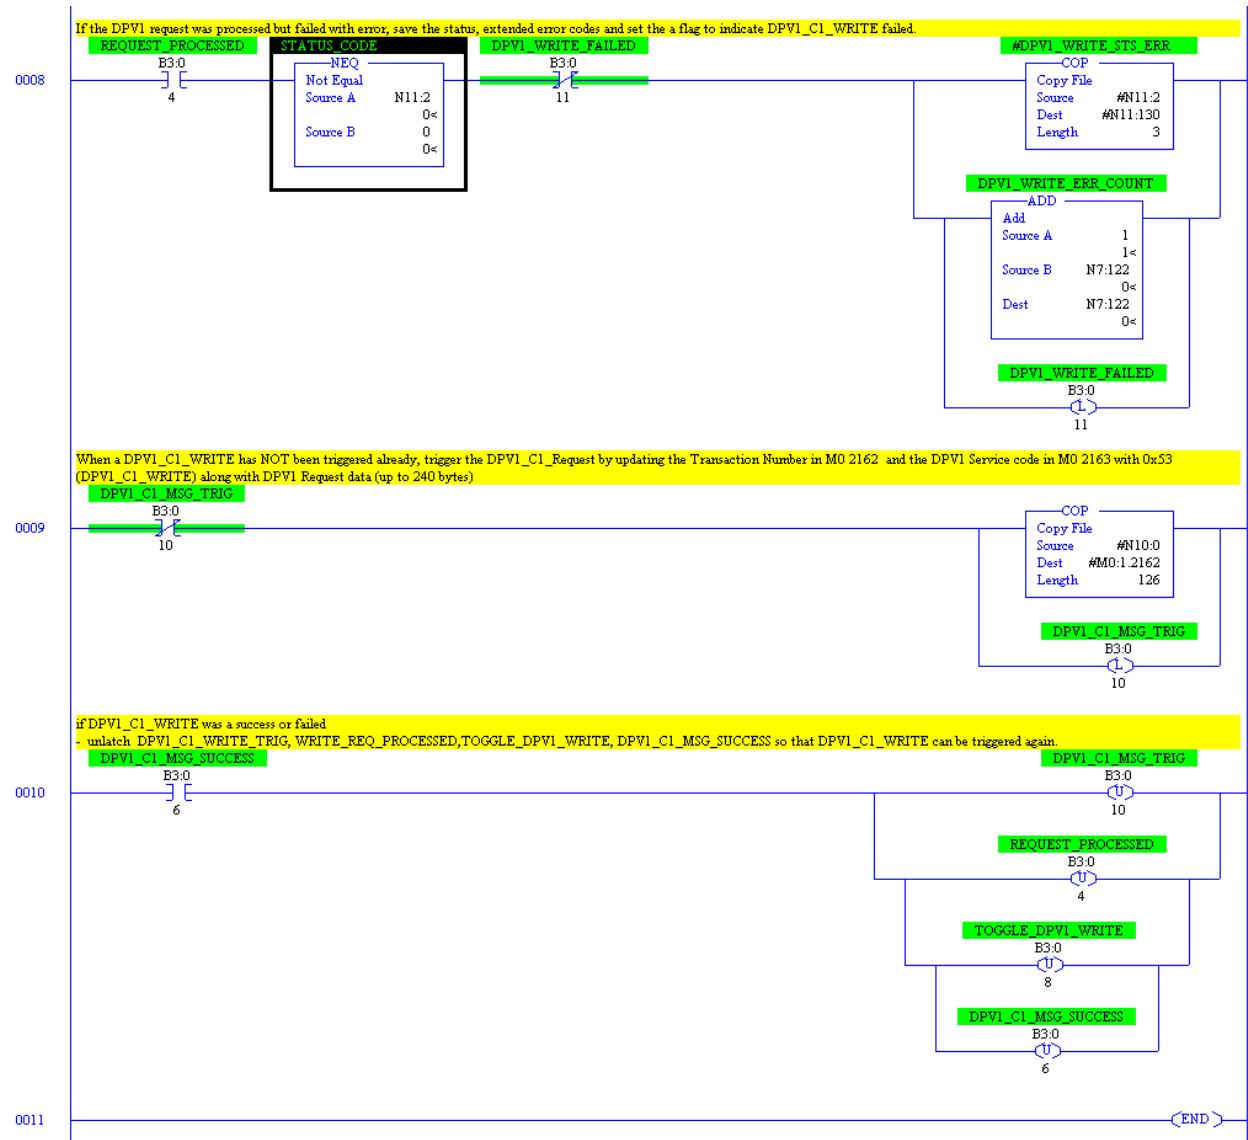 If the DPV1 request was processed but failed with error, save the status, extended error codes and set the a flag to indicate DPV1_C1_WRITE failed.
REQUEST_PROCESSED STATUS_CODE DPV1_WRITE_FAILED #DPV1_WRITE_STS_ERR
B3:0 NEQ B3:0 COP
0008 Not Equal Copy File
4 Source A N11:2 11 Source #N11:2
0< Dest #N11:130
Source B 0 Length 3
0<
DPV1_WRITE_ERR_COUNT
ADD
Add
Source A 1
1<
Source B N7:122
0<
Dest N7:122
0<
DPV1_WRITE_FAILED
B3:0
L
11
When a DPV1_C1_WRITE has NOT been triggered already, trigger the DPV1_C1_Request by updating the Transaction Number in M0 2162 and the DPV1 Service code in M0 2163 with 0x53
(DPV1_C1_WRITE) along with DPV1 Request data (up to 240 bytes)
DPV1_C1_MSG_TRIG
B3:0 COP
0009 Copy File
10 Source #N10:0
Dest #M0:1.2162
Length 126
DPV1_C1_MSG_TRIG
B3:0
L
10
if DPV1_C1_WRITE was a success or failed
- unlatch DPV1_C1_WRITE_TRIG, WRITE_REQ_PROCESSED,TOGGLE_DPV1_WRITE, DPV1_C1_MSG_SUCCESS so that DPV1_C1_WRITE can be triggered again.
DPV1_C1_MSG_SUCCESS DPV1_C1_MSG_TRIG
B3:0 B3:0
0010 U
6 10
REQUEST_PROCESSED
B3:0
U
4
TOGGLE_DPV1_WRITE
B3:0
U
8
DPV1_C1_MSG_SUCCESS
B3:0
U
6
0011 END